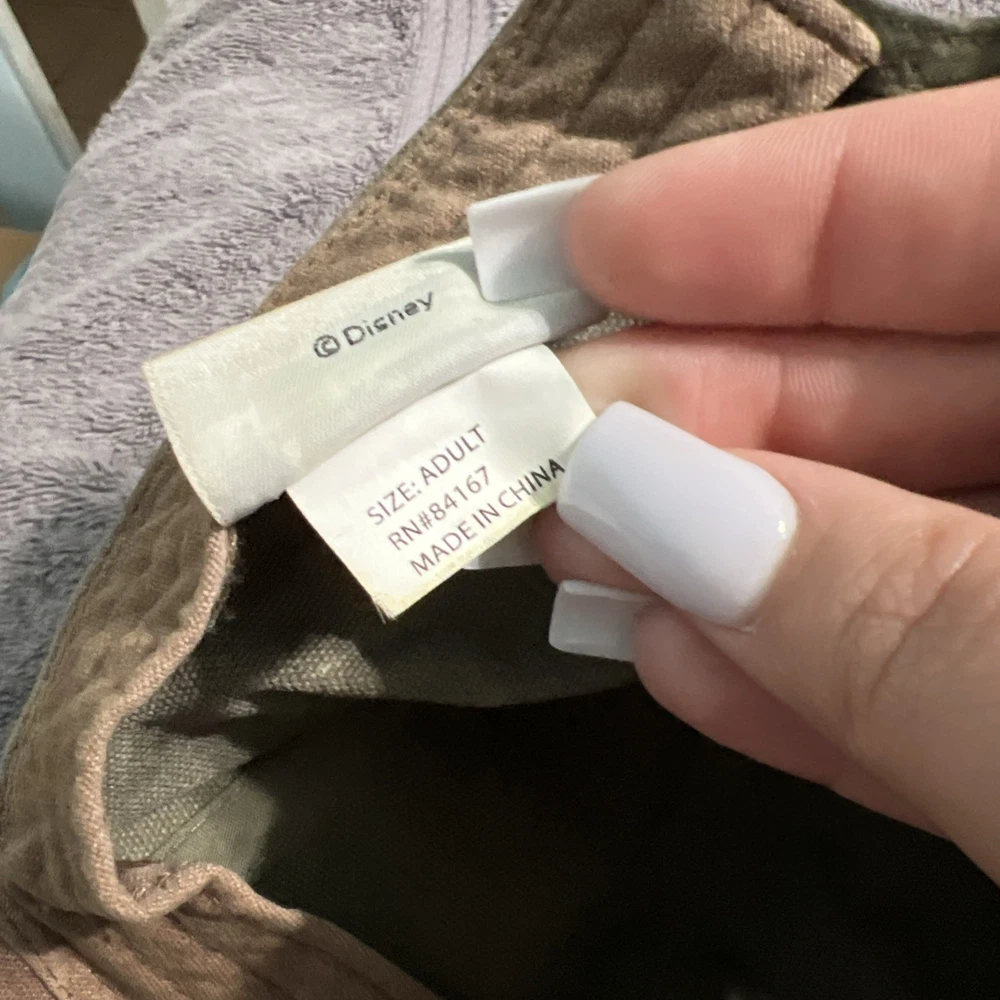 © Disney
SIZE: ADULT
RN#84167
MADE IN CHINA